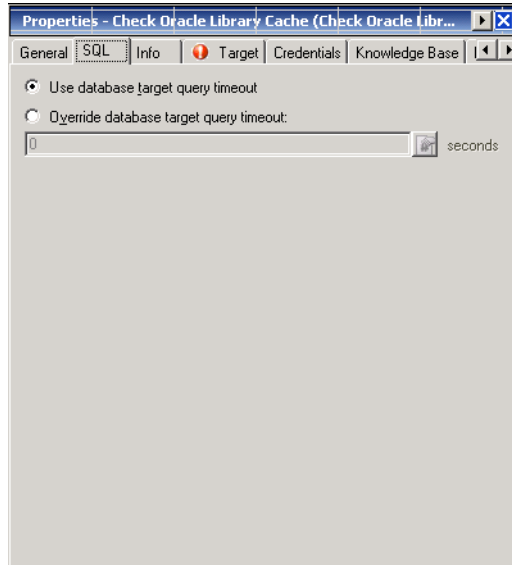 Properties - Check Oracle Library Cache (Check Oracle Libr...
General SQL Info Target Credentials Knowledge Base
Use database target query timeout
Override database target query timeout:
0 seconds